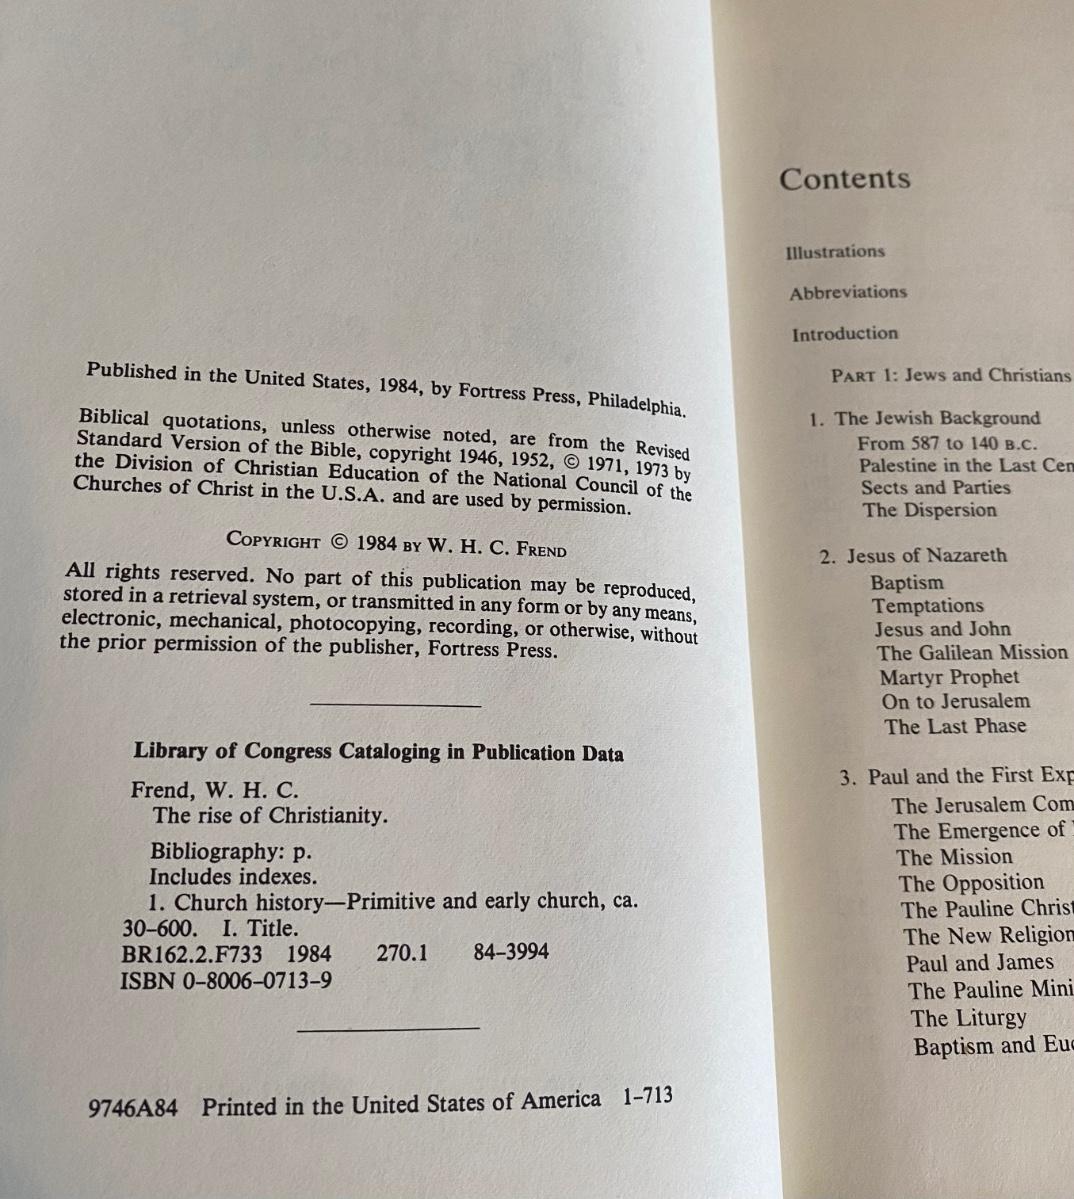 Published in the United States, 1984, by Fortress Press, Philadelphia.
Biblical quotations, unless otherwise noted, are from the Revised
Standard Version of the Bible, copyright 1946, 1952, © 1971, 1973 by
the Division of Christian Education of the National Council of the
Churches of Christ in the U.S.A. and are used by permission.
COPYRIGHT © 1984 BY W. H. C. FREND
All rights reserved. No part of this publication may be reproduced,
stored in a retrieval system, or transmitted in any form or by any means,
electronic, mechanical, photocopying, recording, or otherwise, without
the prior permission of the publisher, Fortress Press.
Library of Congress Cataloging in Publication Data
Frend, W. H. C.
The rise of Christianity.
Bibliography: p.
Includes indexes.
1. Church history—Primitive and early church, ca.
30–600. I. Title.
BR162.2.F733 1984 270.1 84–3994
ISBN 0–8006–0713–9
9746A84 Printed in the United States of America 1–713
Contents
Illustrations
Abbreviations
Introduction
PART 1: Jews and Christians
1. The Jewish Background
From 587 to 140 B.C.
Palestine in the Last Cen
Sects and Parties
The Dispersion
2. Jesus of Nazareth
Baptism
Temptations
Jesus and John
The Galilean Mission
Martyr Prophet
On to Jerusalem
The Last Phase
3. Paul and the First Exp
The Jerusalem Com
The Emergence of
The Mission
The Opposition
The Pauline Christ
The New Religion
Paul and James
The Pauline Mini
The Liturgy
Baptism and Euc